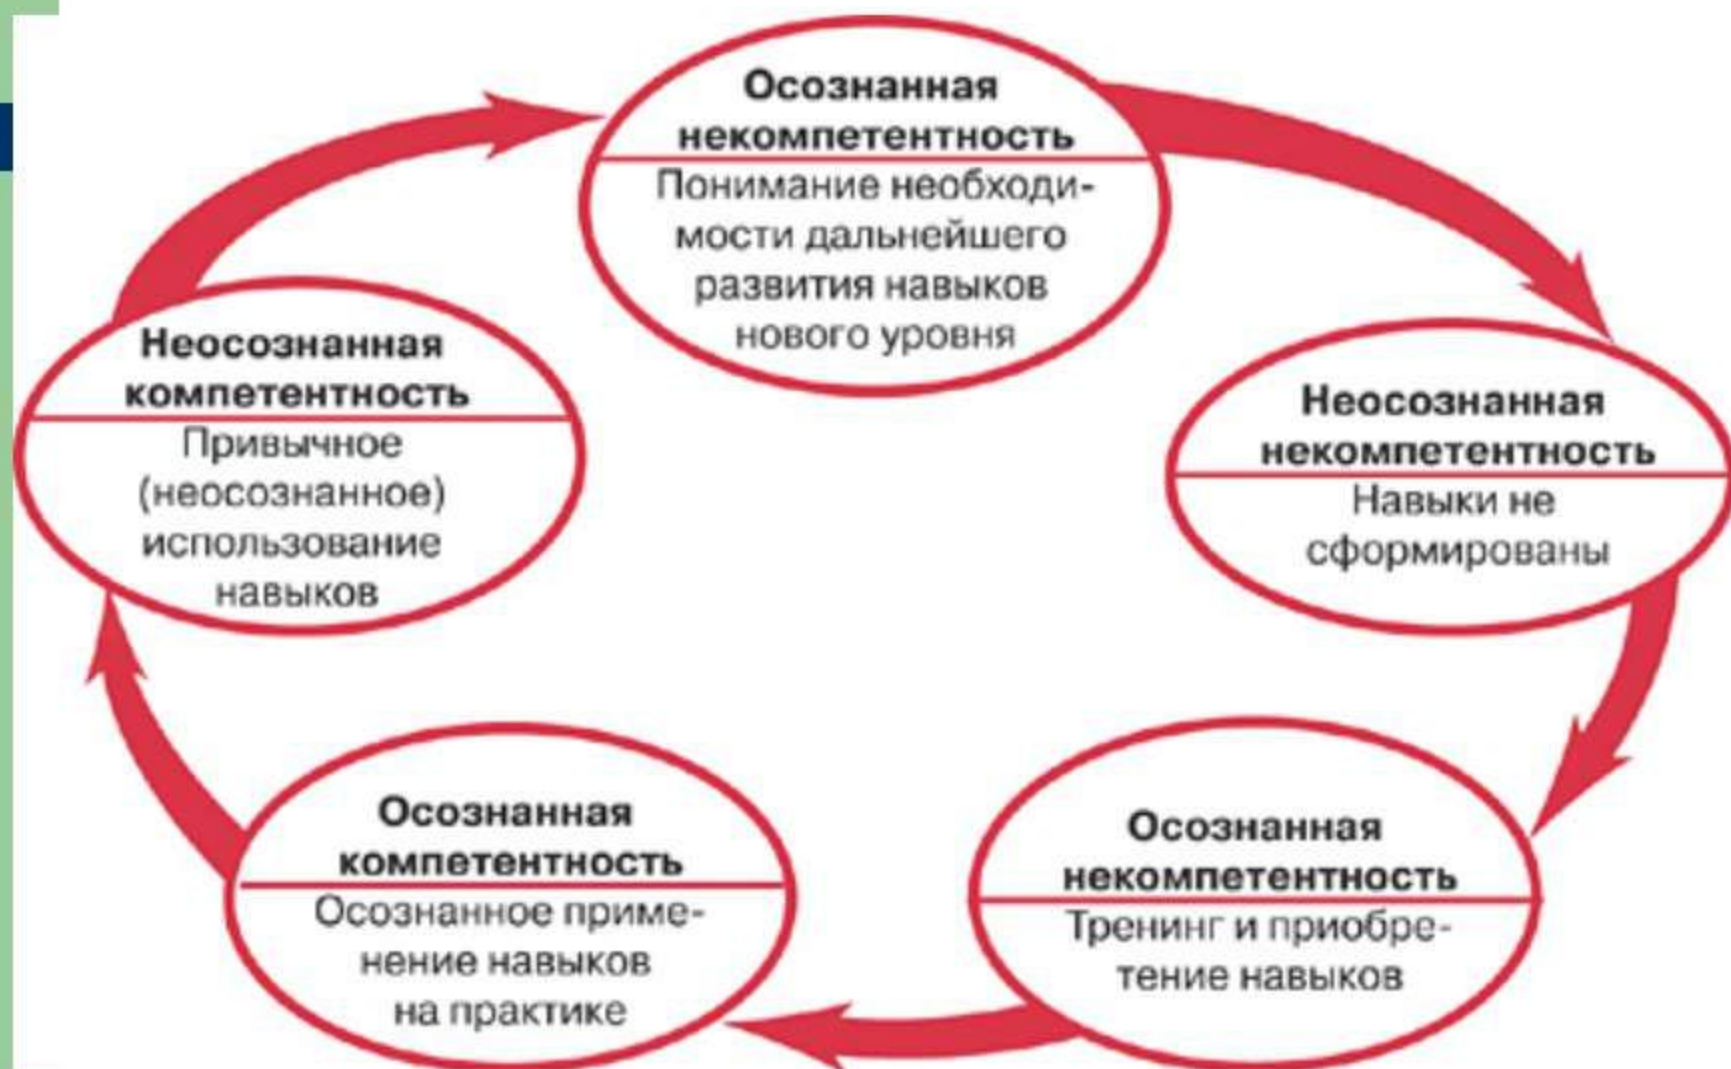 Осознанная
некомпетентность
Понимание необходи-
мости дальнейшего
развития навыков
нового уровня
Неосознанная
некомпетентность
Навыки не
сформированы
Осознанная
некомпетентность
Тренинг и приобре-
тение навыков
Осознанная
компетентность
Осознанное приме-
нение навыков
на практике
Неосознанная
компетентность
Привычное
(неосознанное)
использование
навыков